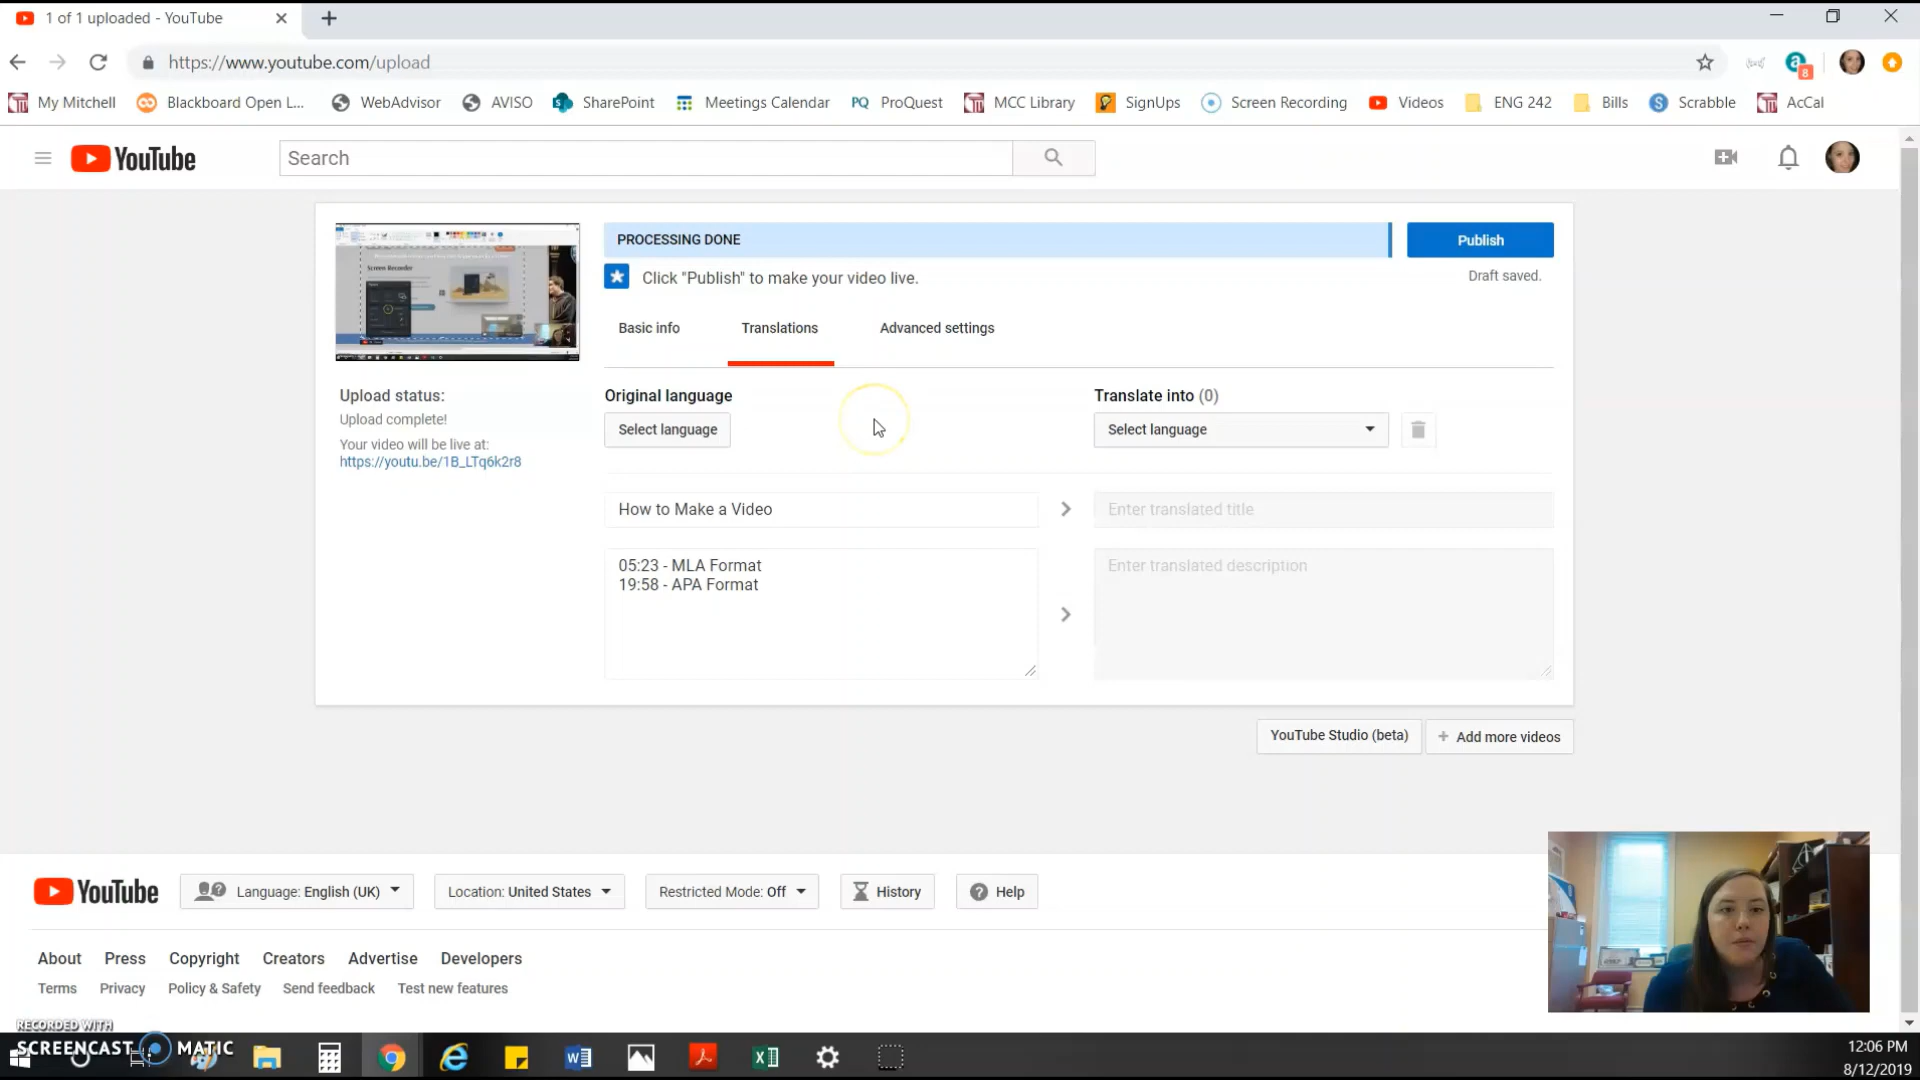 1 of 1 uploaded - YouTube
https://www.youtube.com/upload
My Mitchell
Blackboard Open L...
WebAdvisor
AVISO
SharePoint
Meetings Calendar
PQ ProQuest
MCC Library
SignUps
Screen Recording
Videos
ENG 242
Bills
Scrabble
AcCal
8
YouTube
Search
PROCESSING DONE
Publish
Click "Publish" to make your video live.
Draft saved.
Basic info
Translations
Advanced settings
Screen Recorder
Upload status:
Upload complete!
Your video will be live at:
https://youtu.be/1B_LTq6k2r8
Original language
Select language
Translate into (0)
Select language
How to Make a Video
Enter translated title
05:23 - MLA Format
19:58 - APA Format
Enter translated description
YouTube Studio (beta)
+ Add more videos
YouTube
Language: English (UK)
Location: United States
Restricted Mode: Off
History
Help
About
Press
Copyright
Creators
Advertise
Developers
Terms
Privacy
Policy & Safety
Send feedback
Test new features
RECORDED WITH
SCREENCAST MATIC
12:06 PM
8/12/2019